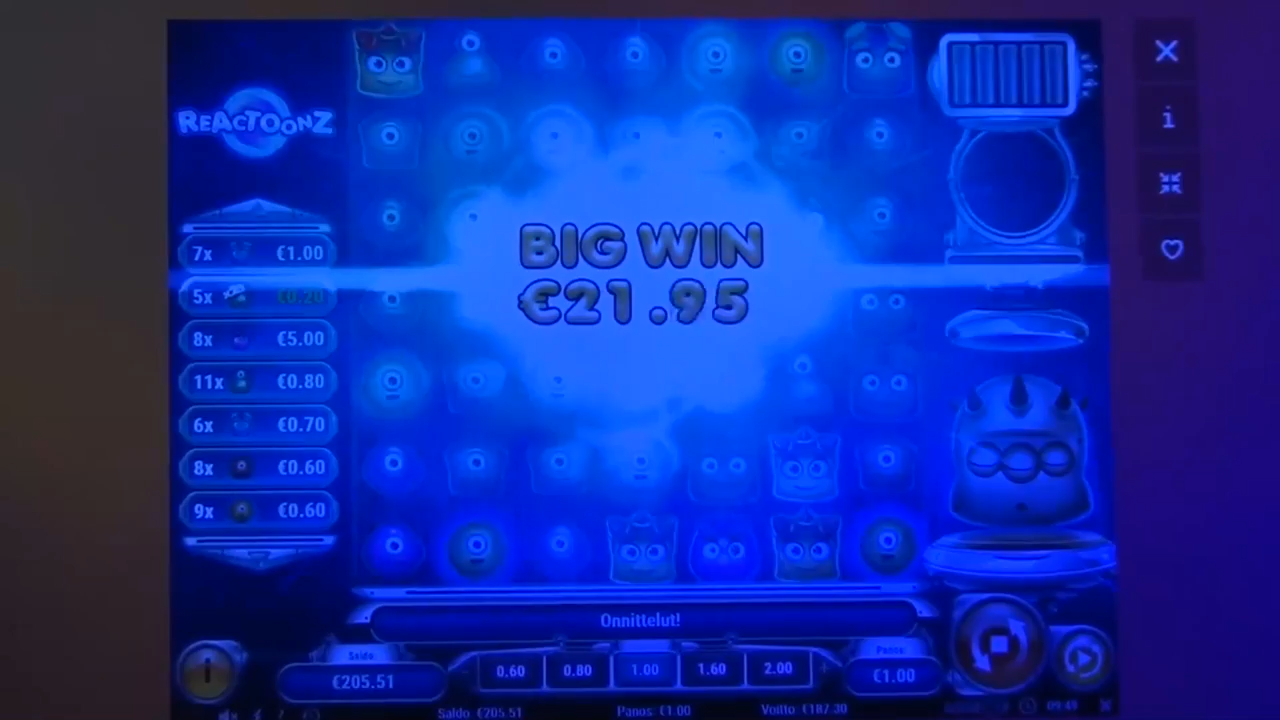 REACTOONZ
BIG WIN
€21.95
7x €1.00
5x €0.20
8x €5.00
11x €0.80
6x €0.70
8x €0.60
9x €0.60
Onnittelut!
Saldo
€205.51
0.60 0.80 1.00 1.60 2.00 +
Panos
€1.00
Saldo: €205.51 Panos: €1.00 Voitto: €187.30 09:49